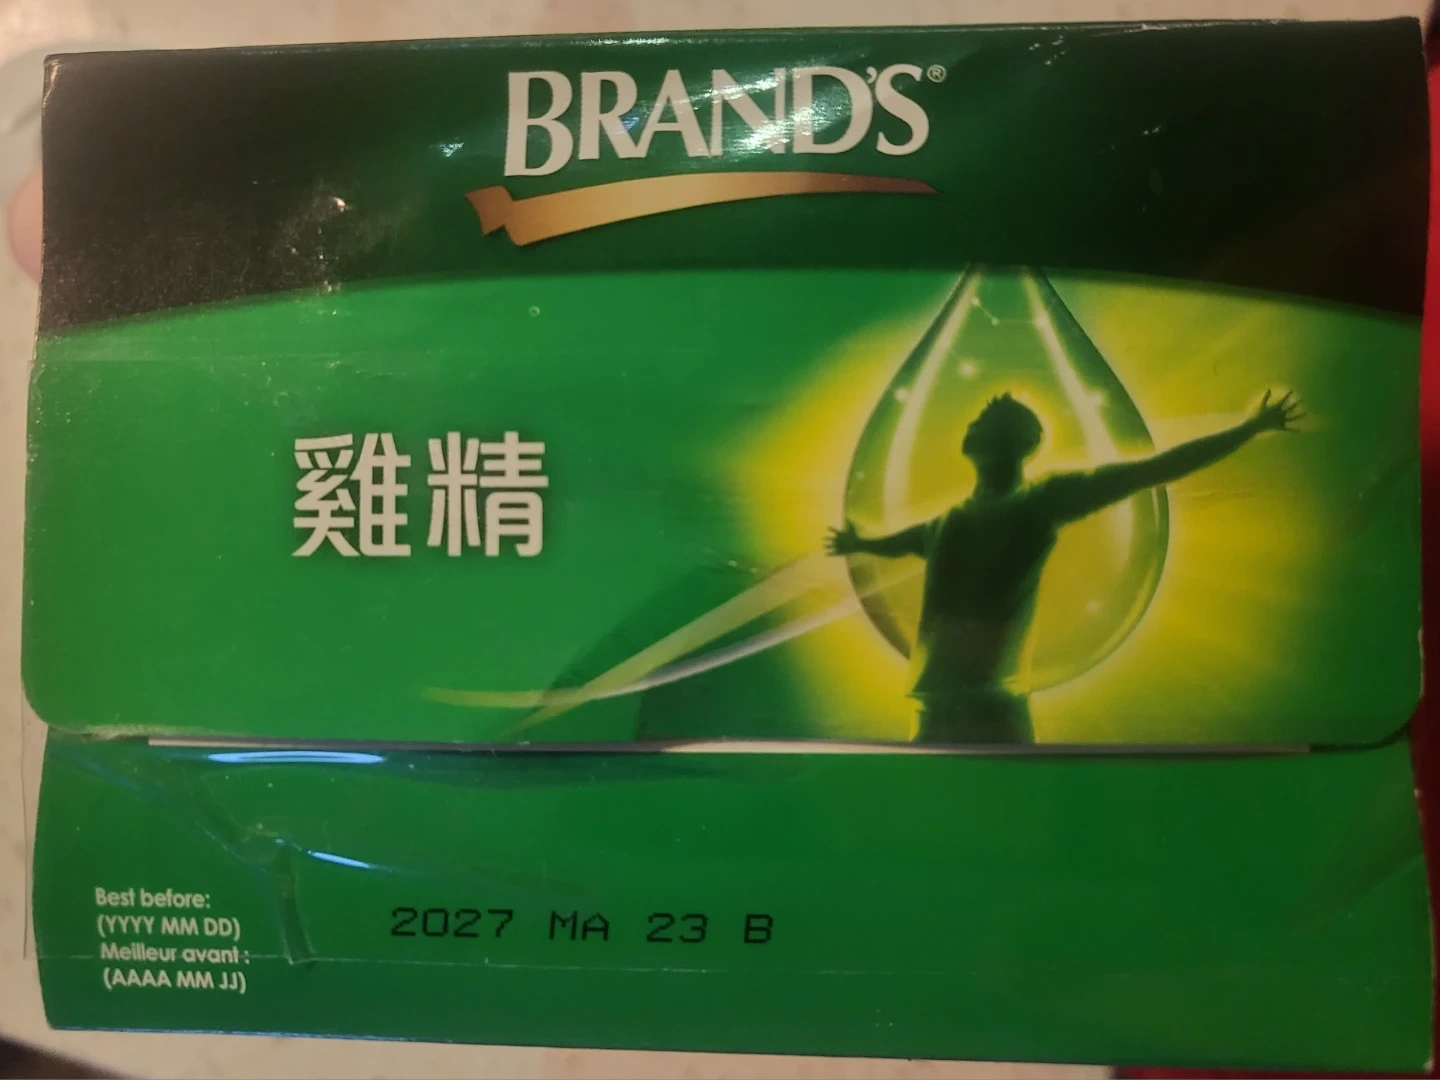 BRAND'S®
雞精
Best before:
(YYYY MM DD)
Meilleur avant :
(AAAA MM JJ)
2027 MA 23 B